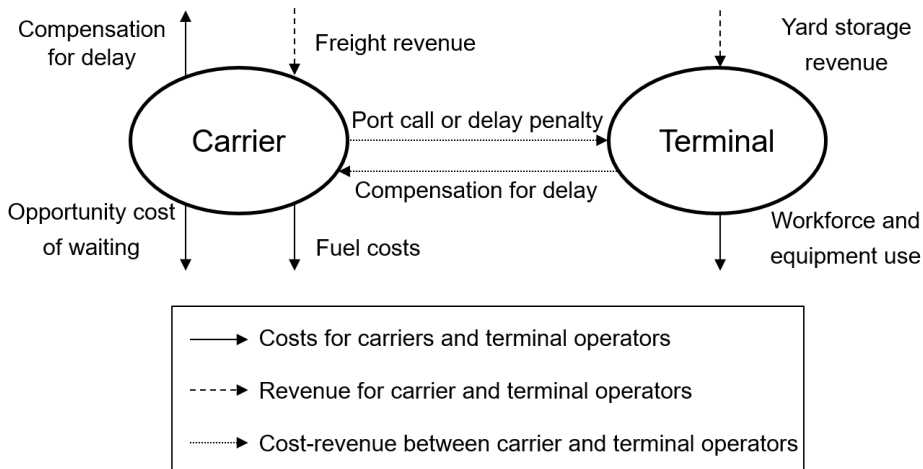 Compensation
for delay
Freight revenue
Yard storage
revenue
Carrier
Port call or delay penalty
Terminal
Compensation for delay
Opportunity cost
of waiting
Fuel costs
Workforce and
equipment use
Costs for carriers and terminal operators
Revenue for carrier and terminal operators
Cost-revenue between carrier and terminal operators